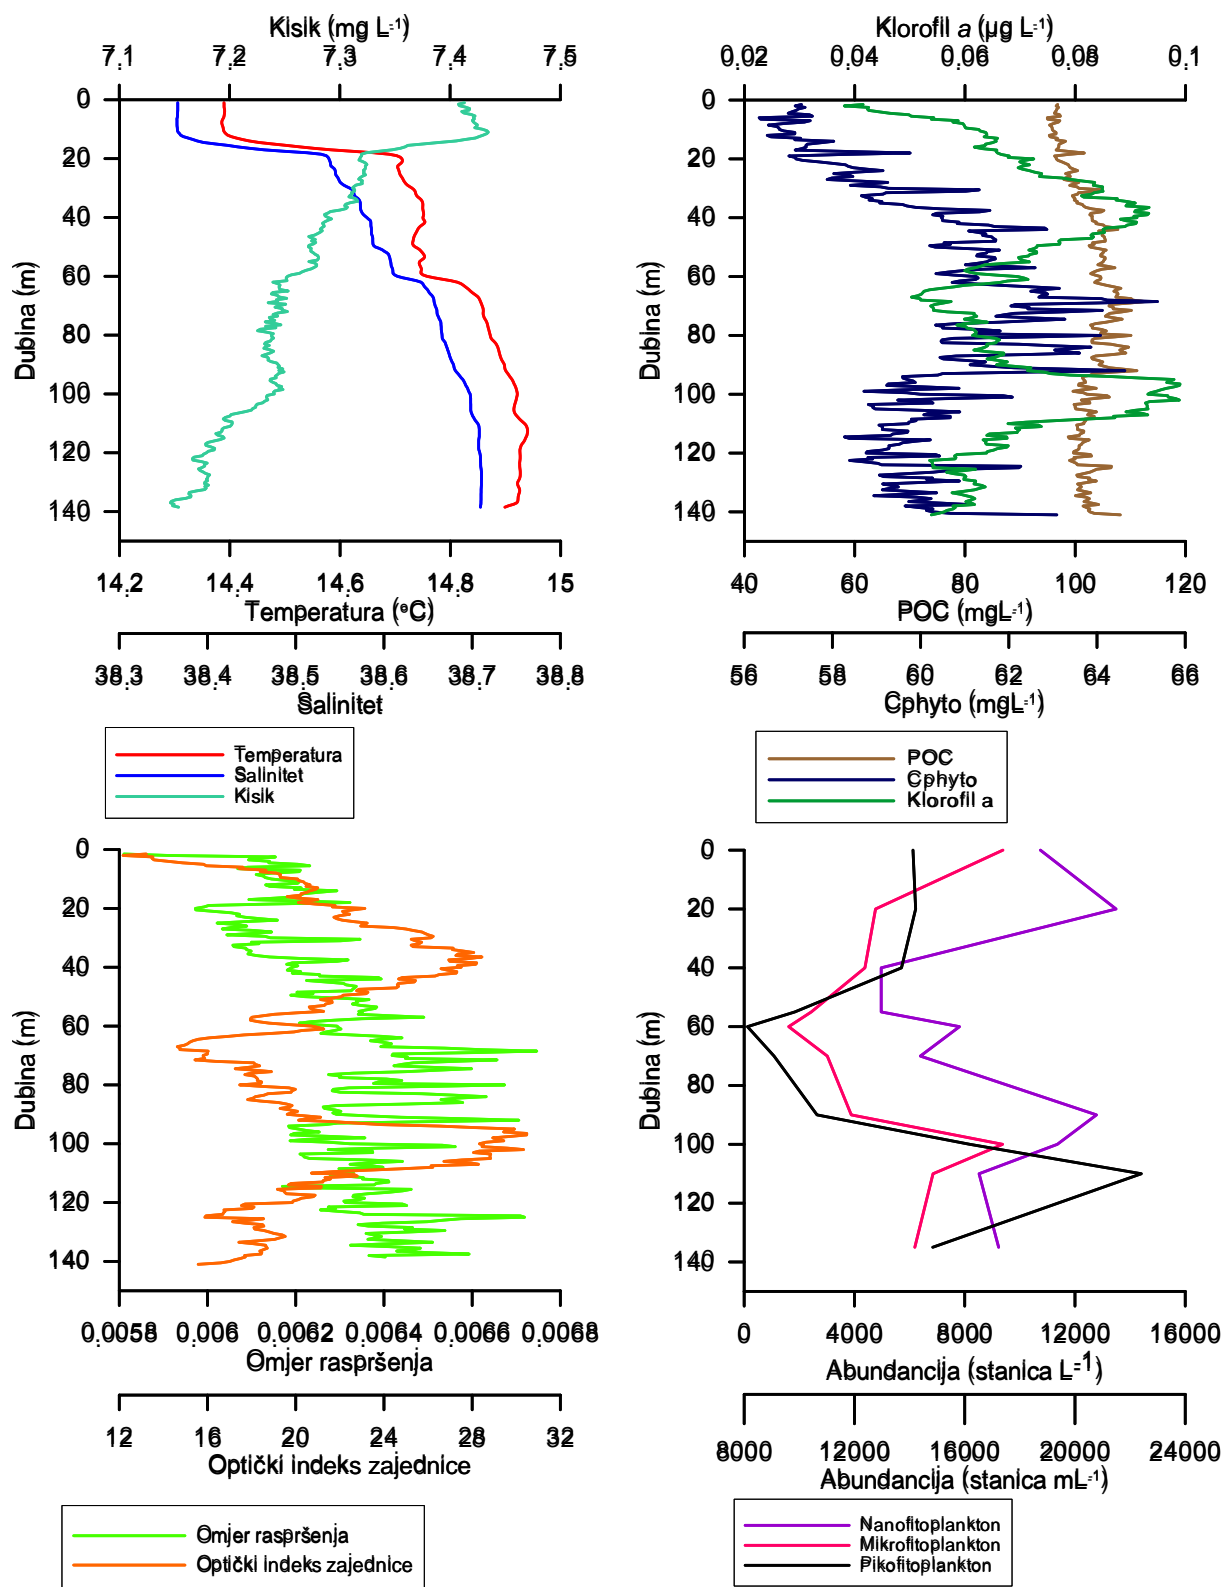 Kisik (mg L-1)
7.1 7.2 7.3 7.4 7.5
0
20
40
60
80
100
120
140
Dubina (m)
14.2 14.4 14.6 14.8 15
Temperatura (°C)
38.3 38.4 38.5 38.6 38.7 38.8
Salinitet
Temperatura
Salinitet
Kisik
Klorofil a (µg L-1)
0.02 0.04 0.06 0.08 0.1
0
20
40
60
80
100
120
140
Dubina (m)
40 60 80 100 120
POC (mgL-1)
56 58 60 62 64 66
Cphyto (mgL-1)
POC
Cphyto
Klorofil a
0
20
40
60
80
100
120
140
Dubina (m)
0.0058 0.006 0.0062 0.0064 0.0066 0.0068
Omjer raspršenja
12 16 20 24 28 32
Optički indeks zajednice
Omjer raspršenja
Optički indeks zajednice
0
20
40
60
80
100
120
140
Dubina (m)
0 4000 8000 12000 16000
Abundancija (stanica L-1)
8000 12000 16000 20000 24000
Abundancija (stanica mL-1)
Nanofitoplankton
Mikrofitoplankton
Pikofitoplankton